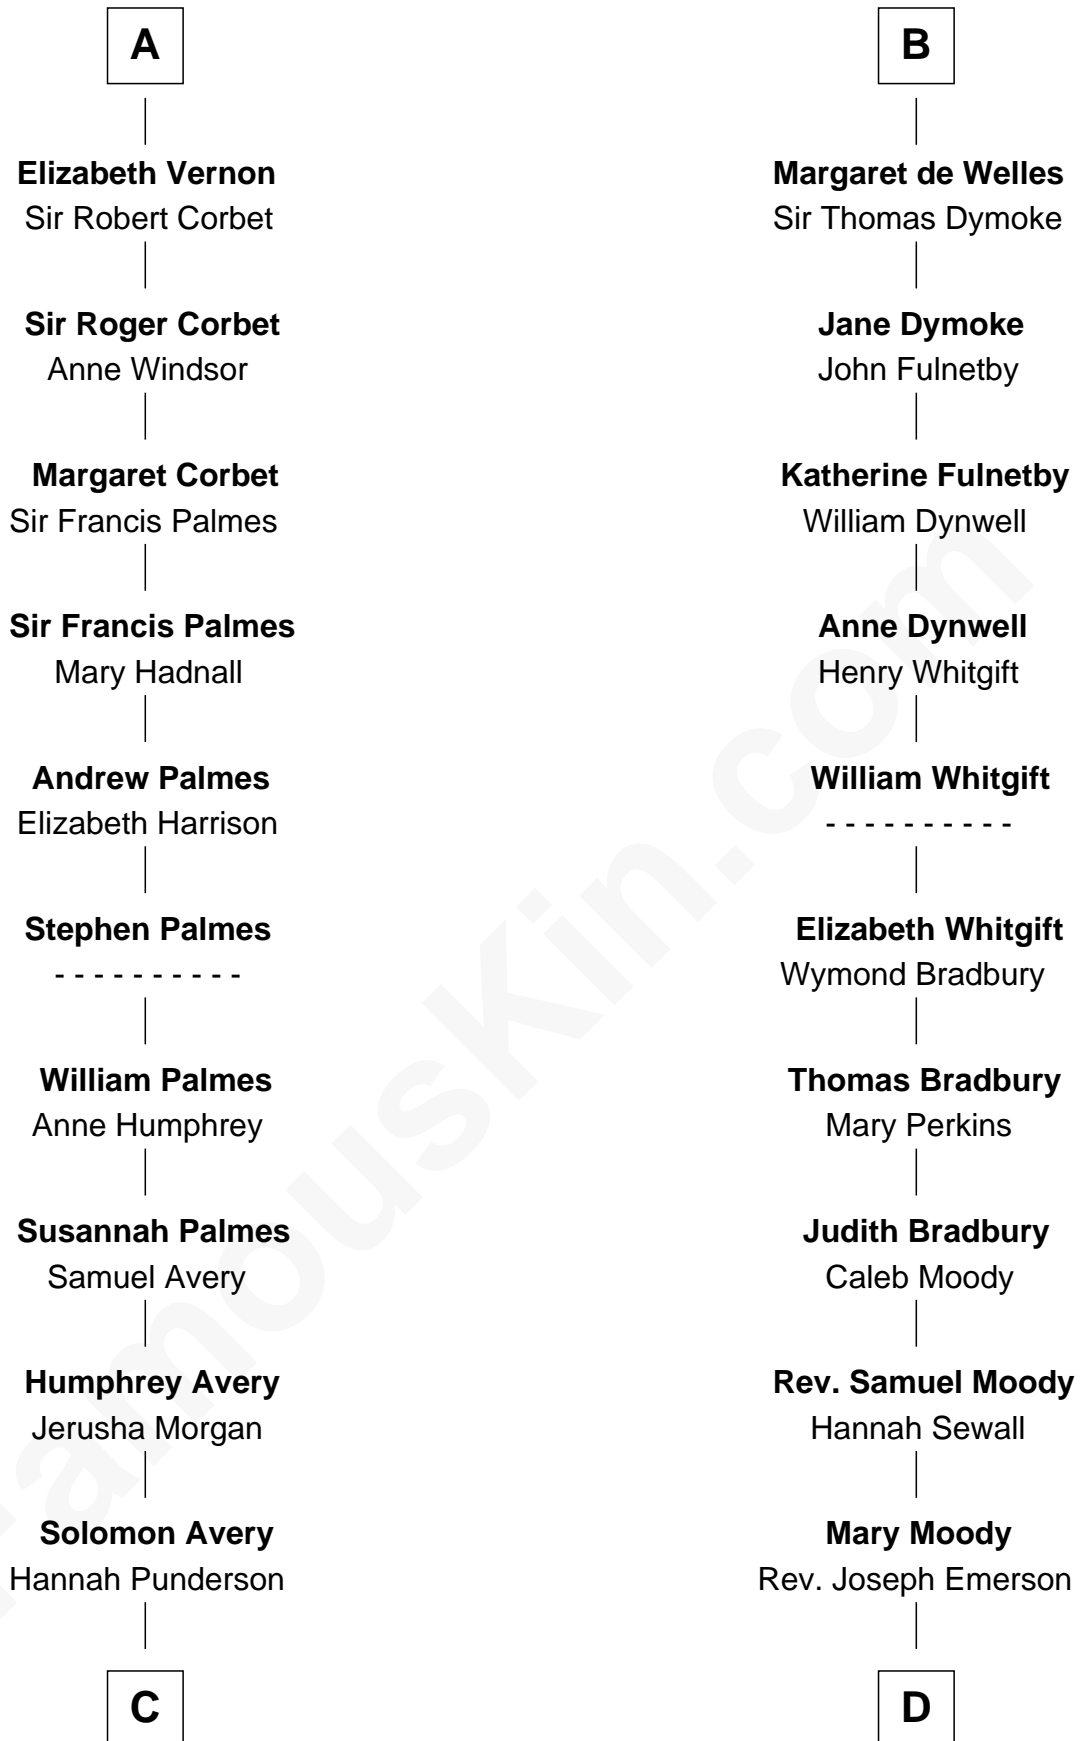 A
Elizabeth Vernon
Sir Robert Corbet
Sir Roger Corbet
Anne Windsor
Margaret Corbet
Sir Francis Palmes
Sir Francis Palmes
Mary Hadnall
Andrew Palmes
Elizabeth Harrison
Stephen Palmes
- - - - - - - - - -
William Palmes
Anne Humphrey
Susannah Palmes
Samuel Avery
Humphrey Avery
Jerusha Morgan
Solomon Avery
Hannah Punderson
C
B
Margaret de Welles
Sir Thomas Dymoke
Jane Dymoke
John Fulnetby
Katherine Fulnetby
William Dynwell
Anne Dynwell
Henry Whitgift
William Whitgift
- - - - - - - - - -
Elizabeth Whitgift
Wymond Bradbury
Thomas Bradbury
Mary Perkins
Judith Bradbury
Caleb Moody
Rev. Samuel Moody
Hannah Sewall
Mary Moody
Rev. Joseph Emerson
D
FamousKin.com